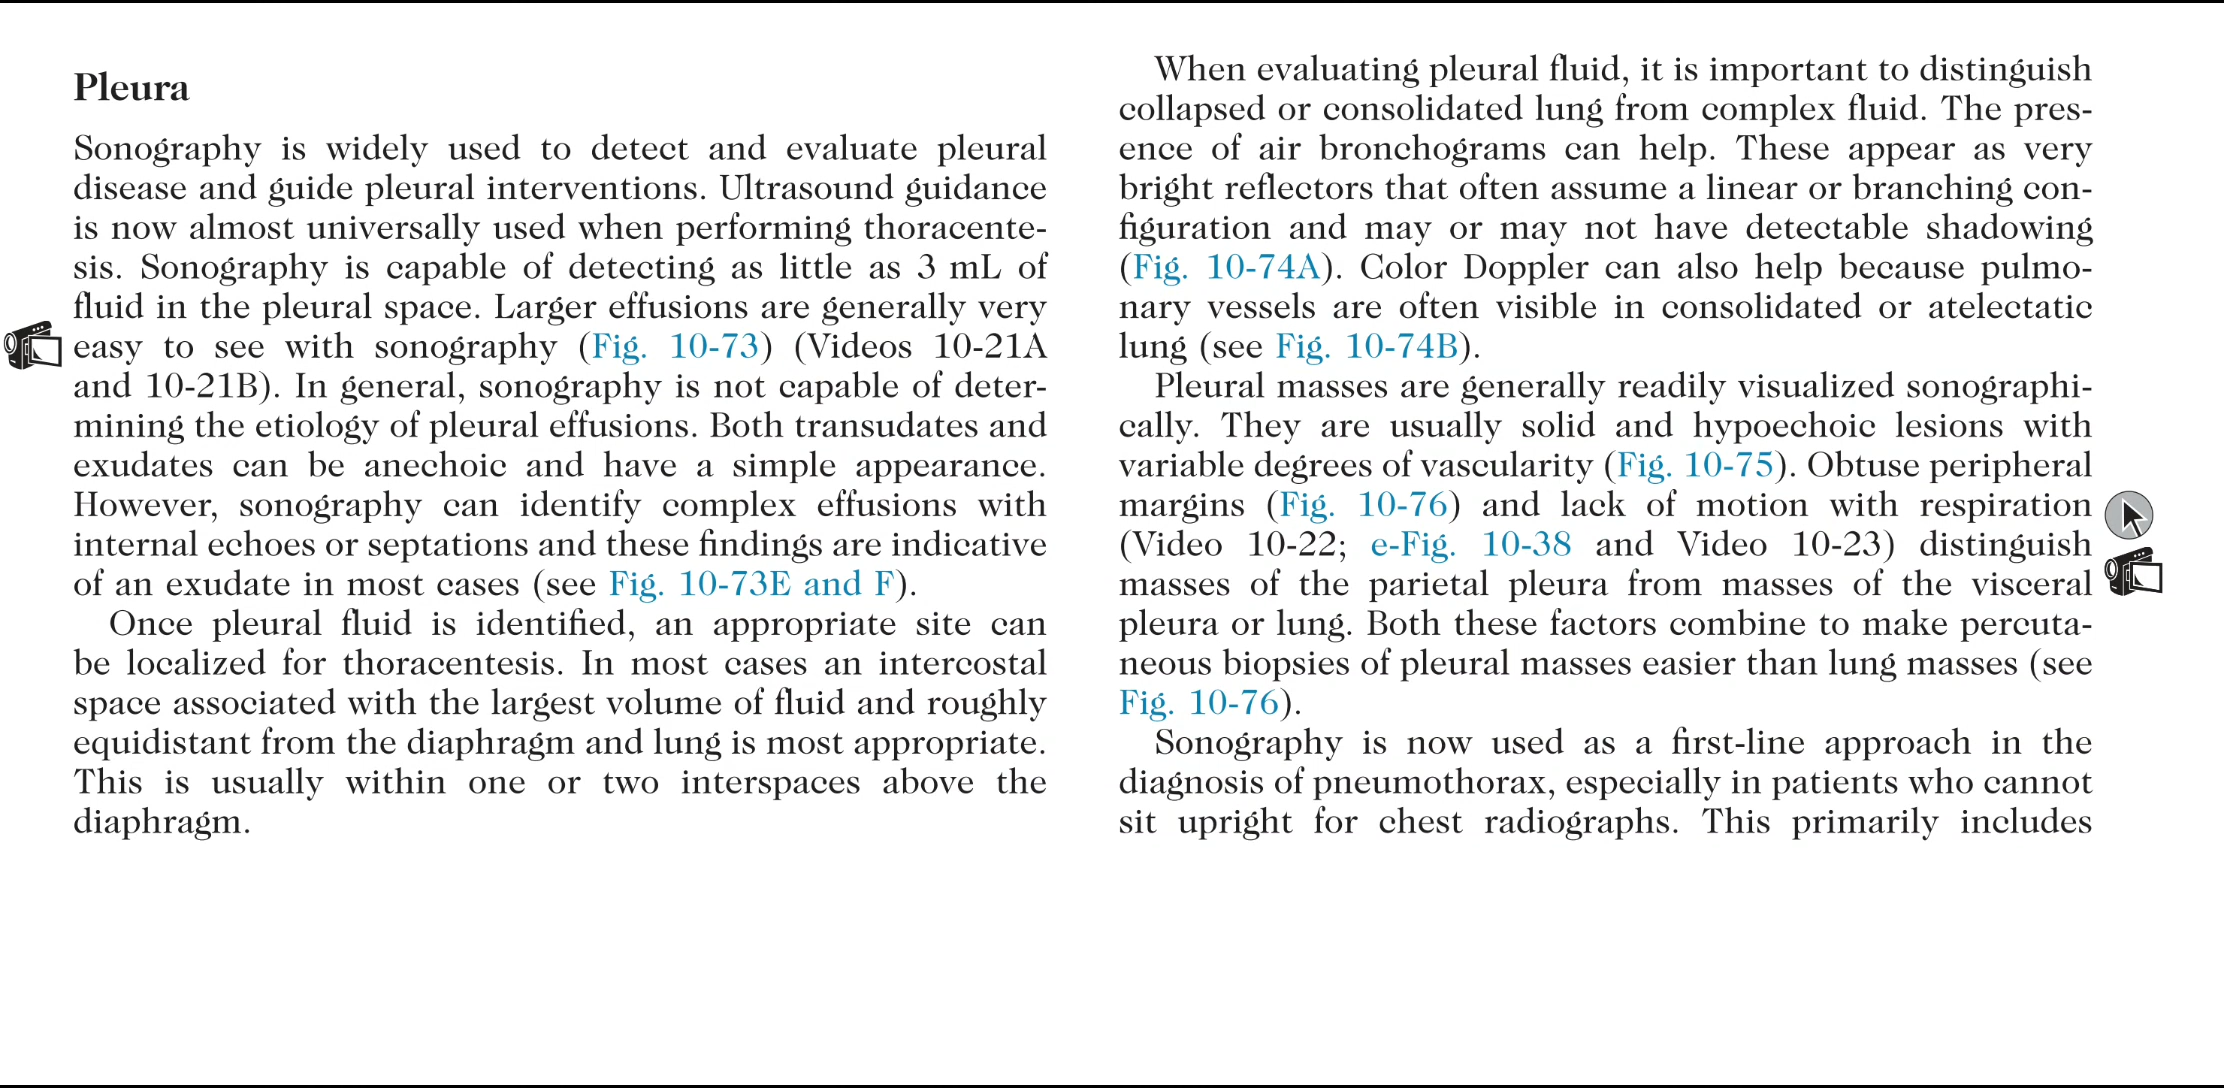 Pleura
Sonography is widely used to detect and evaluate pleural
disease and guide pleural interventions. Ultrasound guidance
is now almost universally used when performing thoracente-
sis. Sonography is capable of detecting as little as 3 mL of
fluid in the pleural space. Larger effusions are generally very
easy to see with sonography (Fig. 10-73) (Videos 10-21A
and 10-21B). In general, sonography is not capable of deter-
mining the etiology of pleural effusions. Both transudates and
exudates can be anechoic and have a simple appearance.
However, sonography can identify complex effusions with
internal echoes or septations and these findings are indicative
of an exudate in most cases (see Fig. 10-73E and F).
Once pleural fluid is identified, an appropriate site can
be localized for thoracentesis. In most cases an intercostal
space associated with the largest volume of fluid and roughly
equidistant from the diaphragm and lung is most appropriate.
This is usually within one or two interspaces above the
diaphragm.
When evaluating pleural fluid, it is important to distinguish
collapsed or consolidated lung from complex fluid. The pres-
ence of air bronchograms can help. These appear as very
bright reflectors that often assume a linear or branching con-
figuration and may or may not have detectable shadowing
(Fig. 10-74A). Color Doppler can also help because pulmo-
nary vessels are often visible in consolidated or atelectatic
lung (see Fig. 10-74B).
Pleural masses are generally readily visualized sonographi-
cally. They are usually solid and hypoechoic lesions with
variable degrees of vascularity (Fig. 10-75). Obtuse peripheral
margins (Fig. 10-76) and lack of motion with respiration
(Video 10-22; e-Fig. 10-38 and Video 10-23) distinguish
masses of the parietal pleura from masses of the visceral
pleura or lung. Both these factors combine to make percuta-
neous biopsies of pleural masses easier than lung masses (see
Fig. 10-76).
Sonography is now used as a first-line approach in the
diagnosis of pneumothorax, especially in patients who cannot
sit upright for chest radiographs. This primarily includes